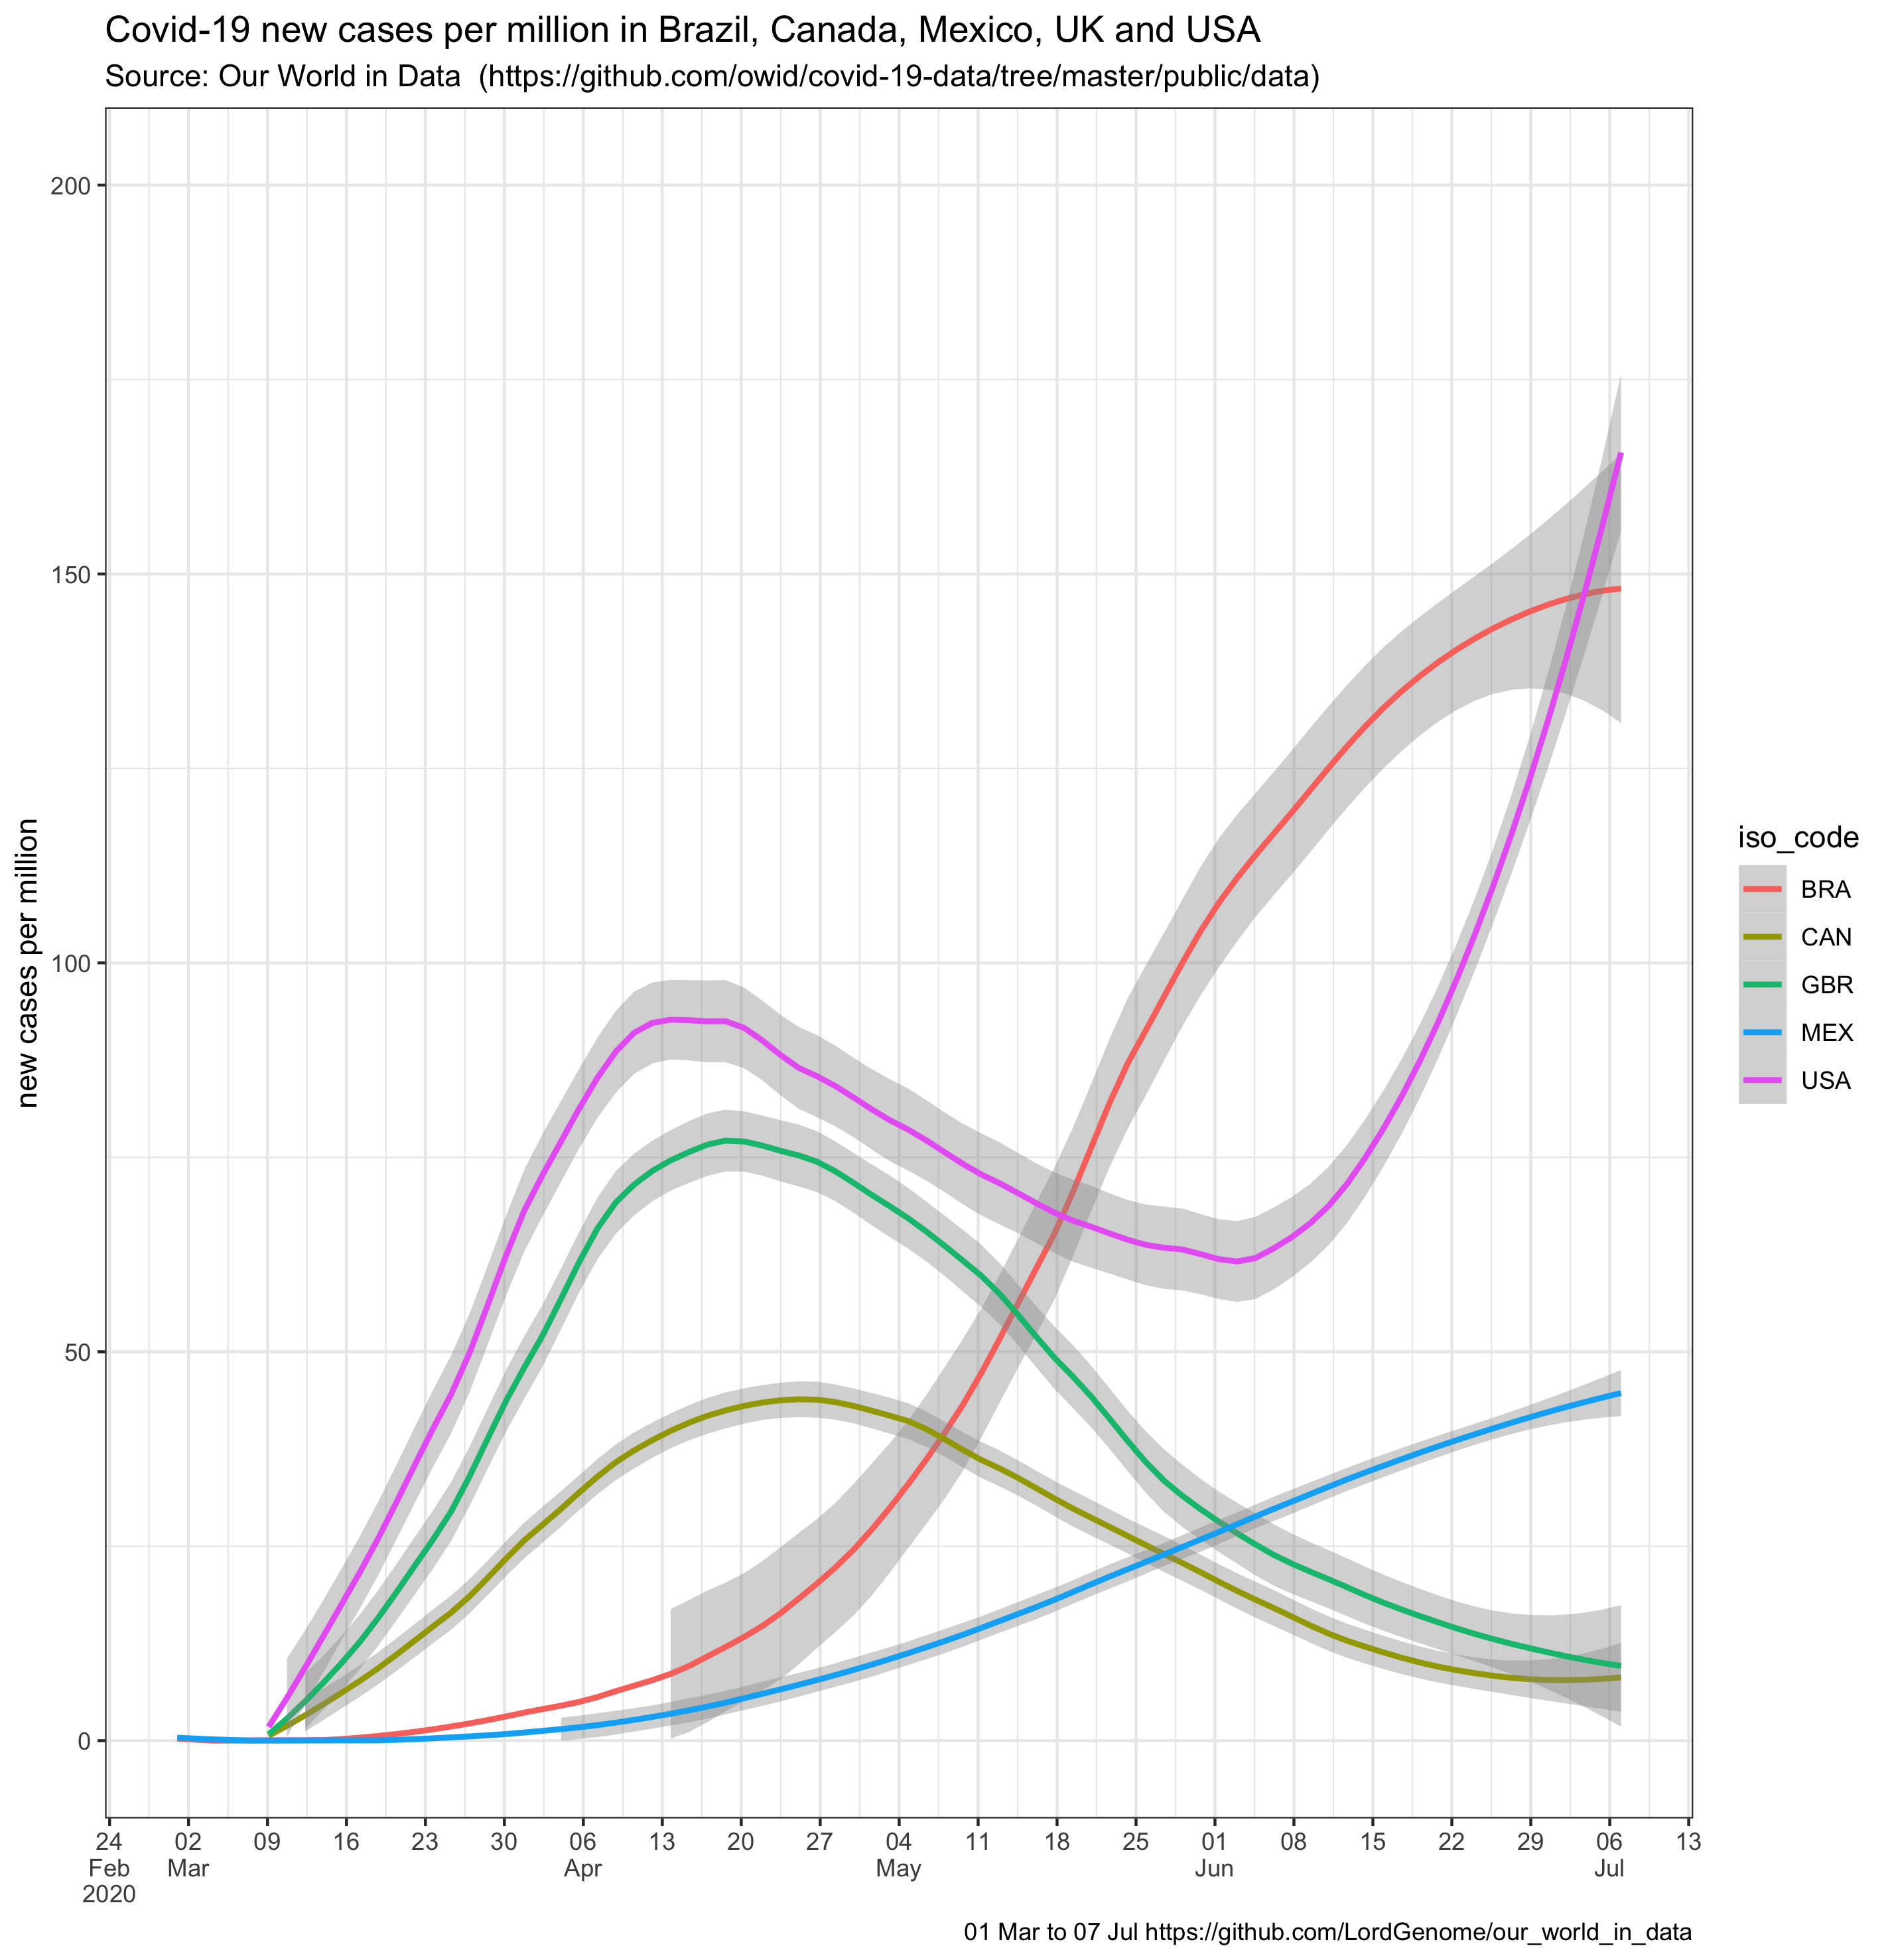 Covid-19 new cases per million in Brazil, Canada, Mexico, UK and USA
Source: Our World in Data  (https://github.com/owid/covid-19-data/tree/master/public/data)
200
150
100
50
0
new cases per million
24 02 09 16 23 30 06 13 20 27 04 11 18 25 01 08 15 22 29 06 13
Feb Mar Apr May Jun Jul
2020
iso_code
BRA
CAN
GBR
MEX
USA
01 Mar to 07 Jul https://github.com/LordGenome/our_world_in_data